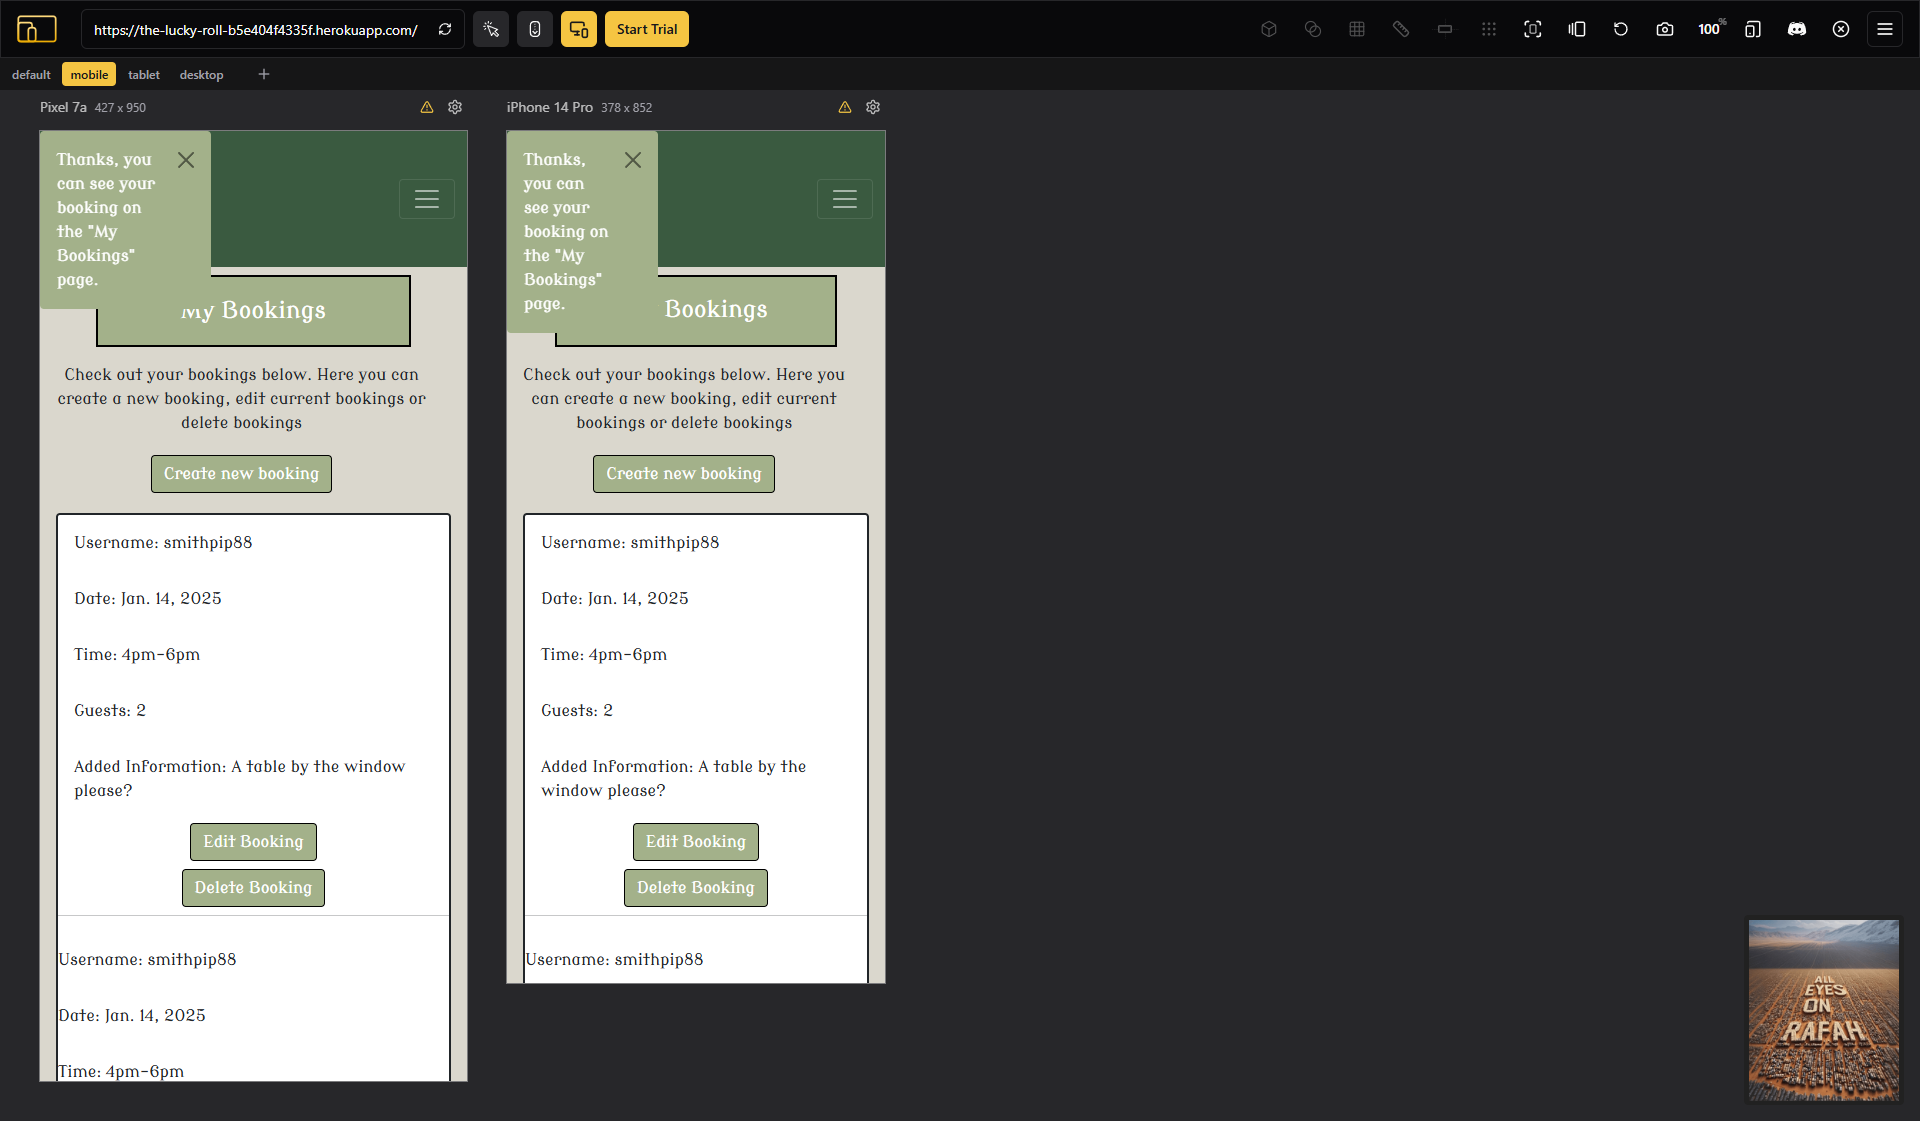 https://the-lucky-roll-b5e404f4335f.herokuapp.com/
Start Trial
100%
default
mobile
tablet
desktop
Pixel 7a 427 x 950
Thanks, you
can see your
booking on
the "My
Bookings"
page.
My Bookings
Check out your bookings below. Here you can
create a new booking, edit current bookings or
delete bookings
Create new booking
Username: smithpip88
Date: Jan. 14, 2025
Time: 4pm-6pm
Guests: 2
Added Information: A table by the window
please?
Edit Booking
Delete Booking
Username: smithpip88
Date: Jan. 14, 2025
Time: 4pm-6pm
iPhone 14 Pro 378 x 852
Thanks,
you can
see your
booking on
the "My
Bookings"
page.
Bookings
Check out your bookings below. Here you
can create a new booking, edit current
bookings or delete bookings
Create new booking
Username: smithpip88
Date: Jan. 14, 2025
Time: 4pm-6pm
Guests: 2
Added Information: A table by the
window please?
Edit Booking
Delete Booking
Username: smithpip88
ALL
EYES
ON
RAFAH